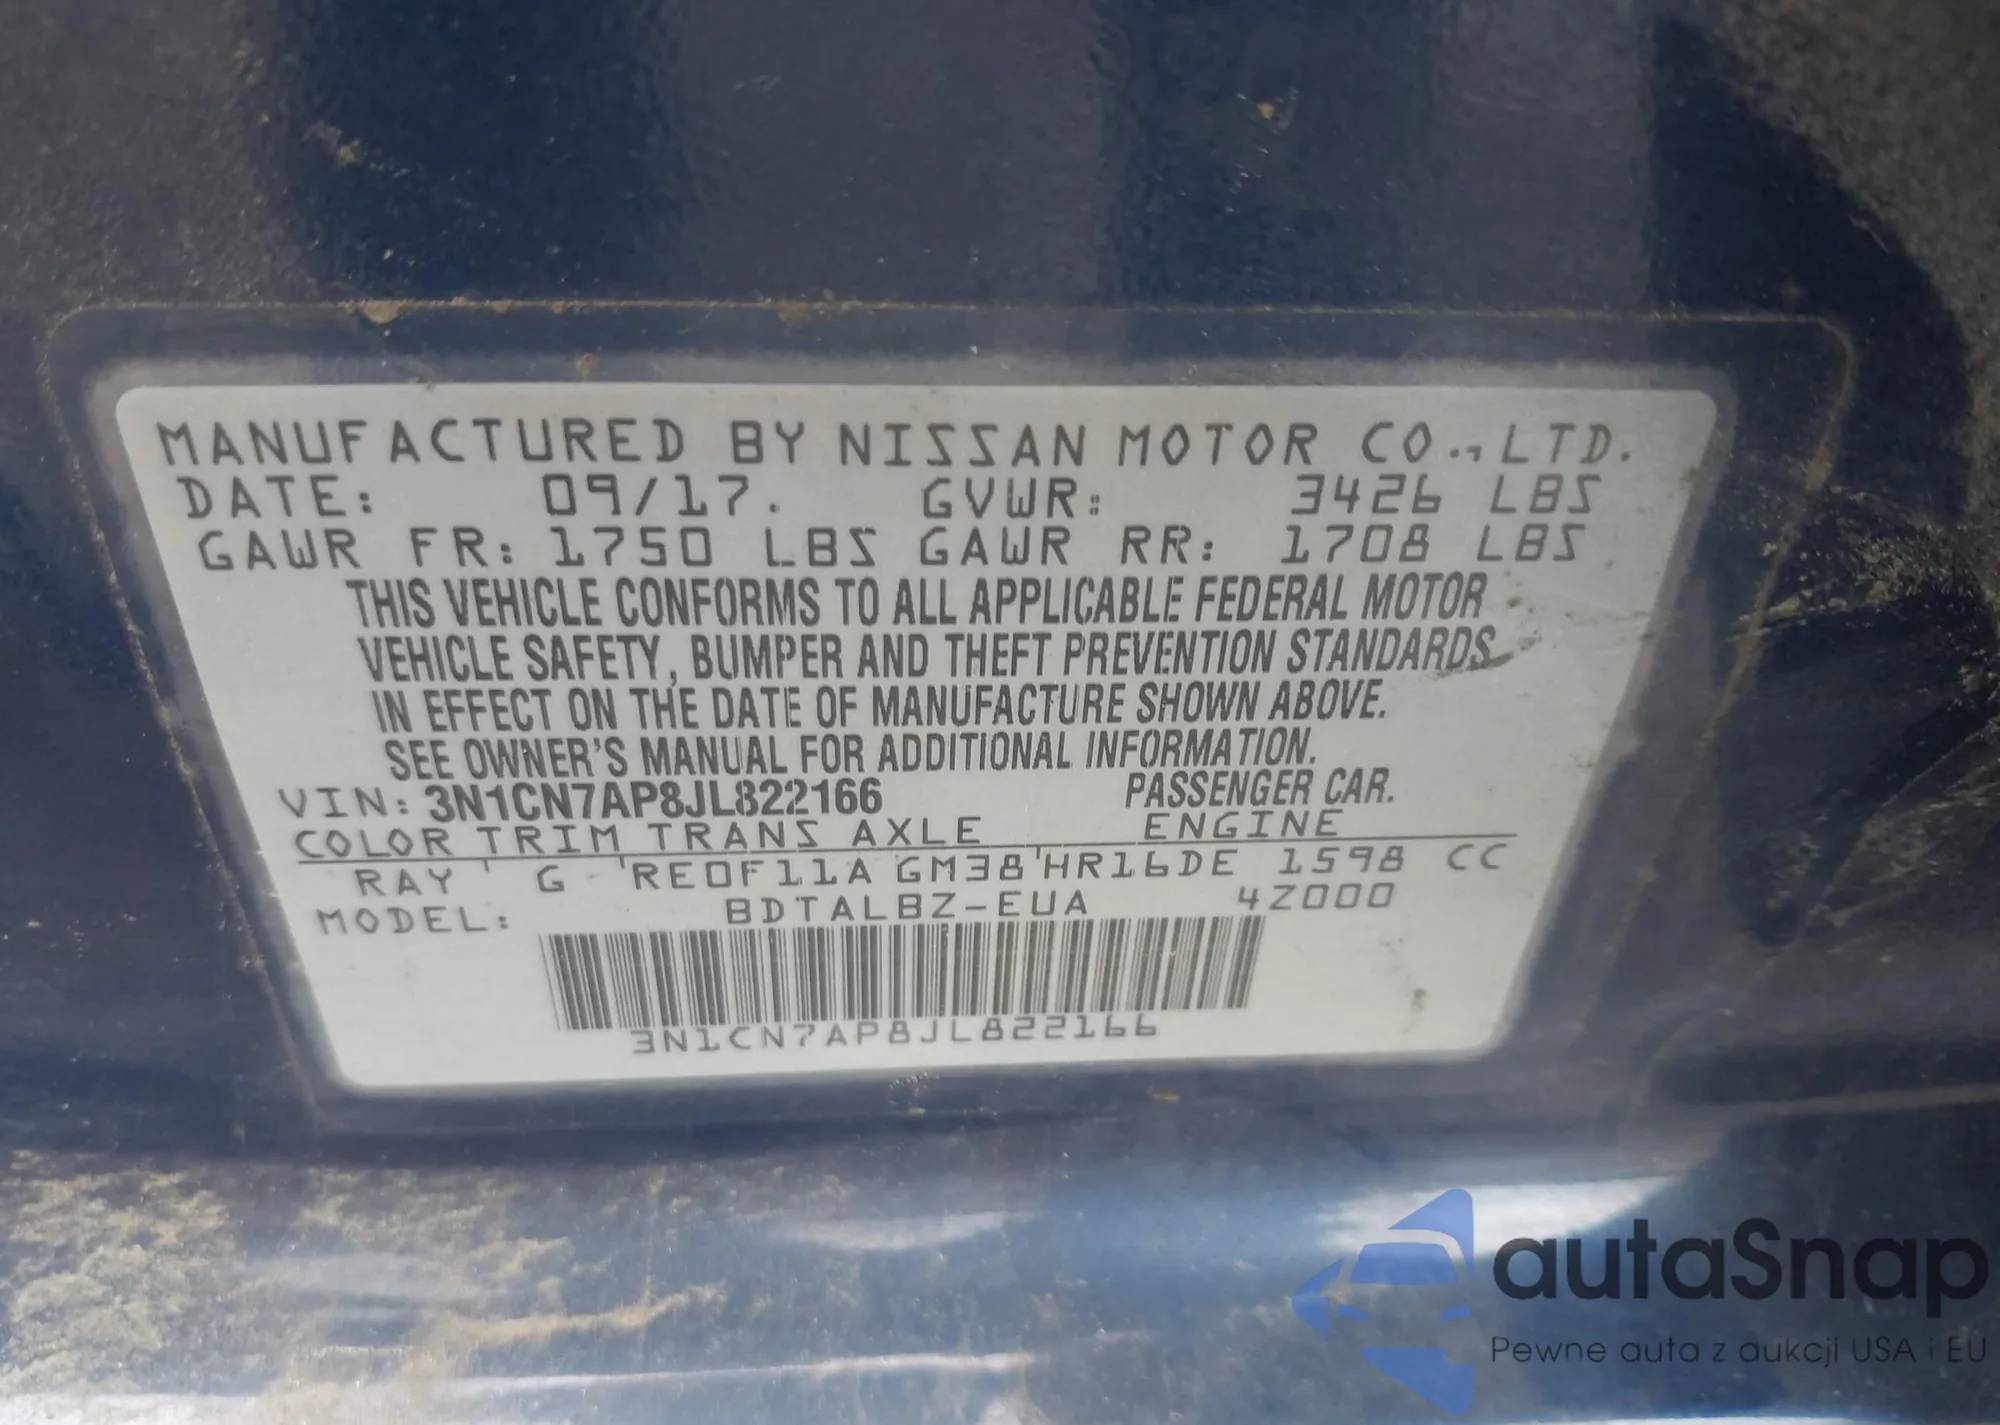 MANUFACTURED BY NISSAN MOTOR CO., LTD.
DATE: 09/17. GVWR: 3426 LBS
GAWR FR: 1750 LBS GAWR RR: 1708 LBS
THIS VEHICLE CONFORMS TO ALL APPLICABLE FEDERAL MOTOR
VEHICLE SAFETY, BUMPER AND THEFT PREVENTION STANDARDS
IN EFFECT ON THE DATE OF MANUFACTURE SHOWN ABOVE.
SEE OWNER'S MANUAL FOR ADDITIONAL INFORMATION.
VIN: 3N1CN7AP8JL822166 PASSENGER CAR.
COLOR TRIM TRANS AXLE ENGINE
RAY ' G 'RE0F11A GM38'HR16DE 1598 CC
MODEL: BDTALBZ-EUA 4Z000
3N1CN7AP8JL822166
autaSnap
Pewne auta z aukcji USA i EU